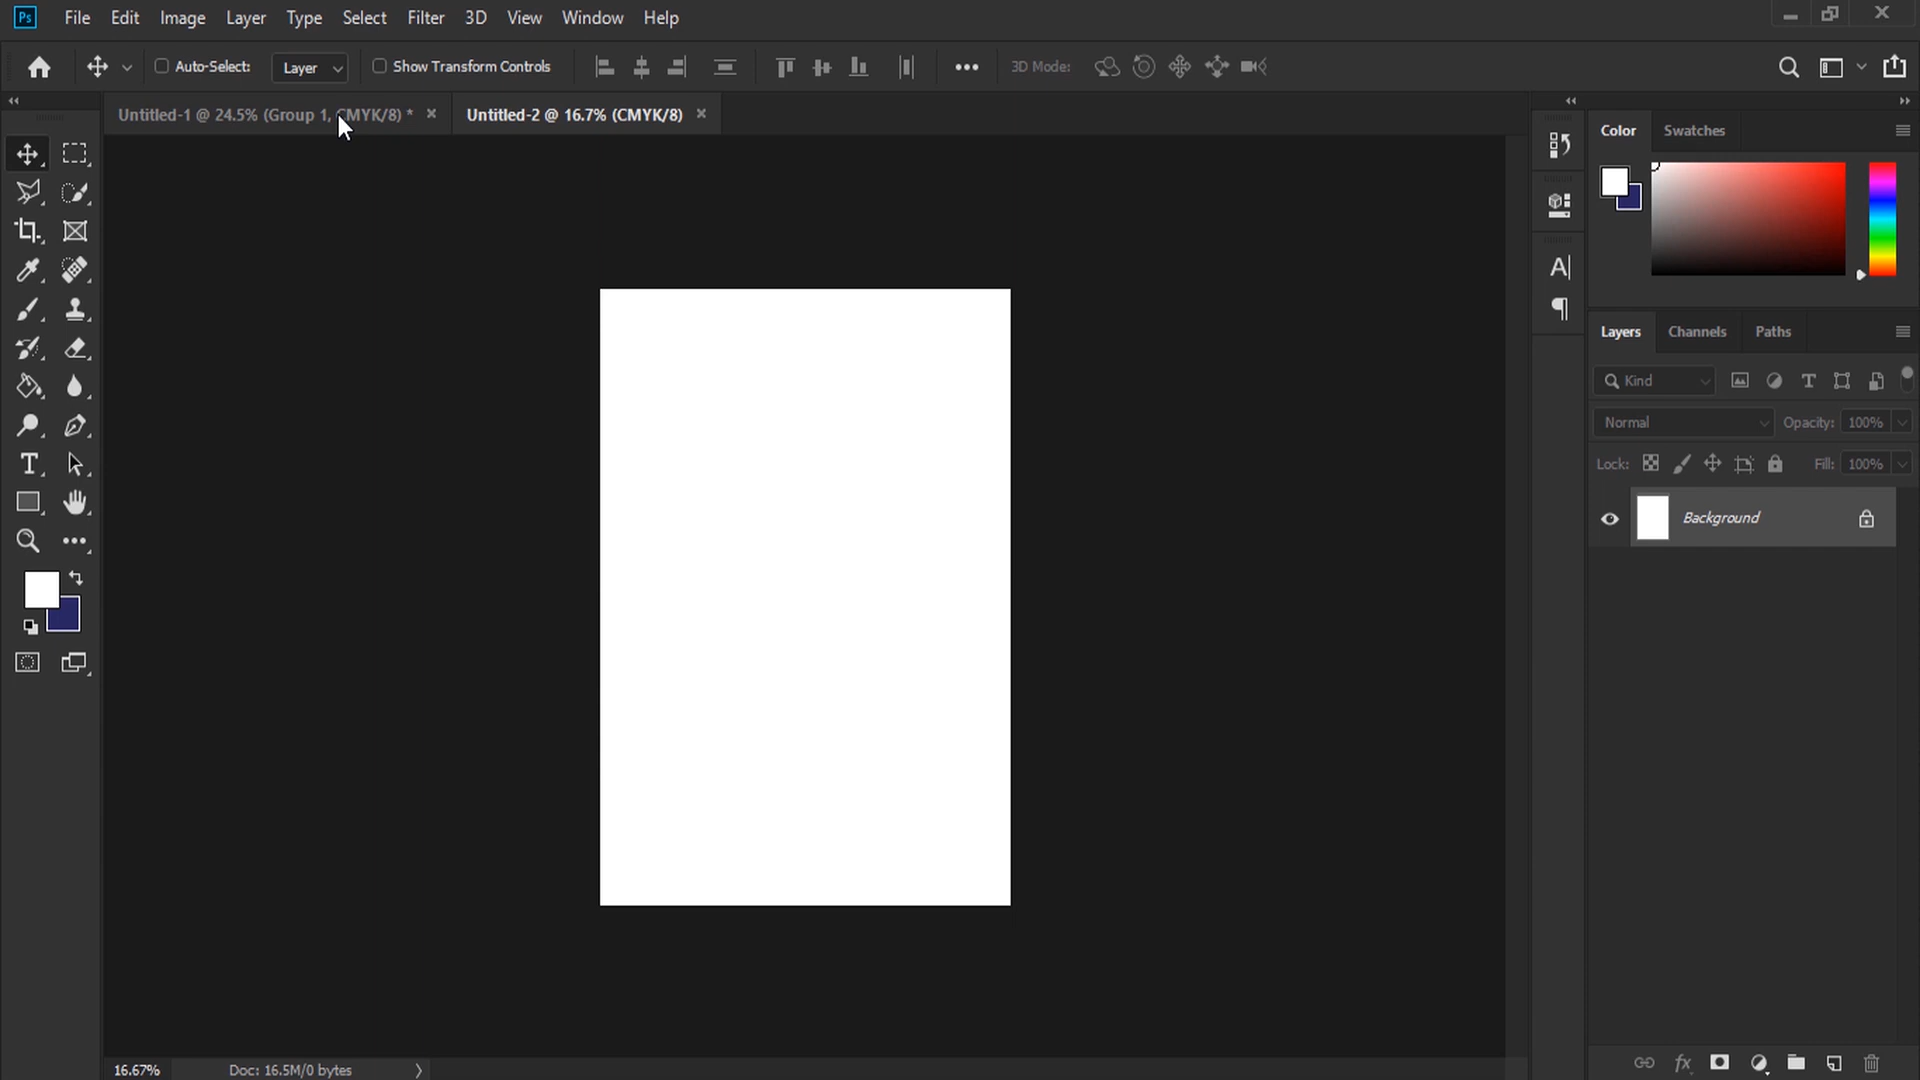 Ps File Edit Image Layer Type Select Filter 3D View Window Help
Auto-Select: Layer Show Transform Controls 3D Mode:
Untitled-1 @ 24.5% (Group 1, CMYK/8) * Untitled-2 @ 16.7% (CMYK/8)
Color Swatches
Layers Channels Paths
Kind
Normal Opacity: 100%
Lock: Fill: 100%
Background
16.67% Doc: 16.5M/0 bytes